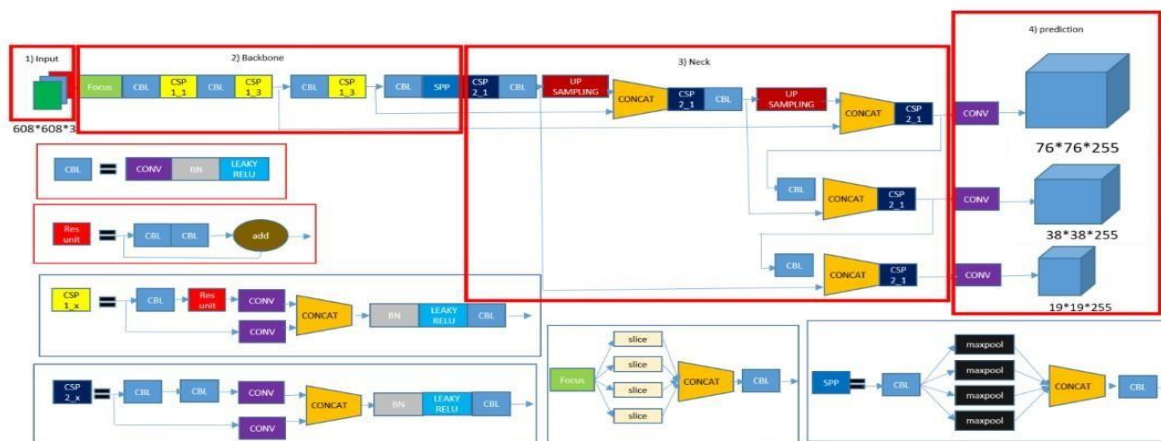 1) Input
2) Backbone
3) Neck
4) prediction
Focus
CBL
CSP
1_1
CBL
CSP
1_3
CBL
CSP
1_3
CBL
SPP
CSP
2_1
CBL
UP
SAMPLING
CONCAT
CSP
2_1
CBL
UP
SAMPLING
CONCAT
CSP
2_1
CONV
76*76*255
608*608*3
CBL
CONCAT
CSP
2_1
CONV
38*38*255
CBL
CONCAT
CSP
2_1
CONV
19*19*255
CBL
CONV
BN
LEAKY
RELU
Res
unit
CBL
CBL
add
CSP
1_x
CBL
Res
unit
CONV
CONV
CONCAT
BN
LEAKY
RELU
CBL
CSP
2_x
CBL
CBL
CONV
CONV
CONCAT
BN
LEAKY
RELU
CBL
Focus
slice
slice
slice
slice
CONCAT
CBL
SPP
CBL
maxpool
maxpool
maxpool
maxpool
CONCAT
CBL